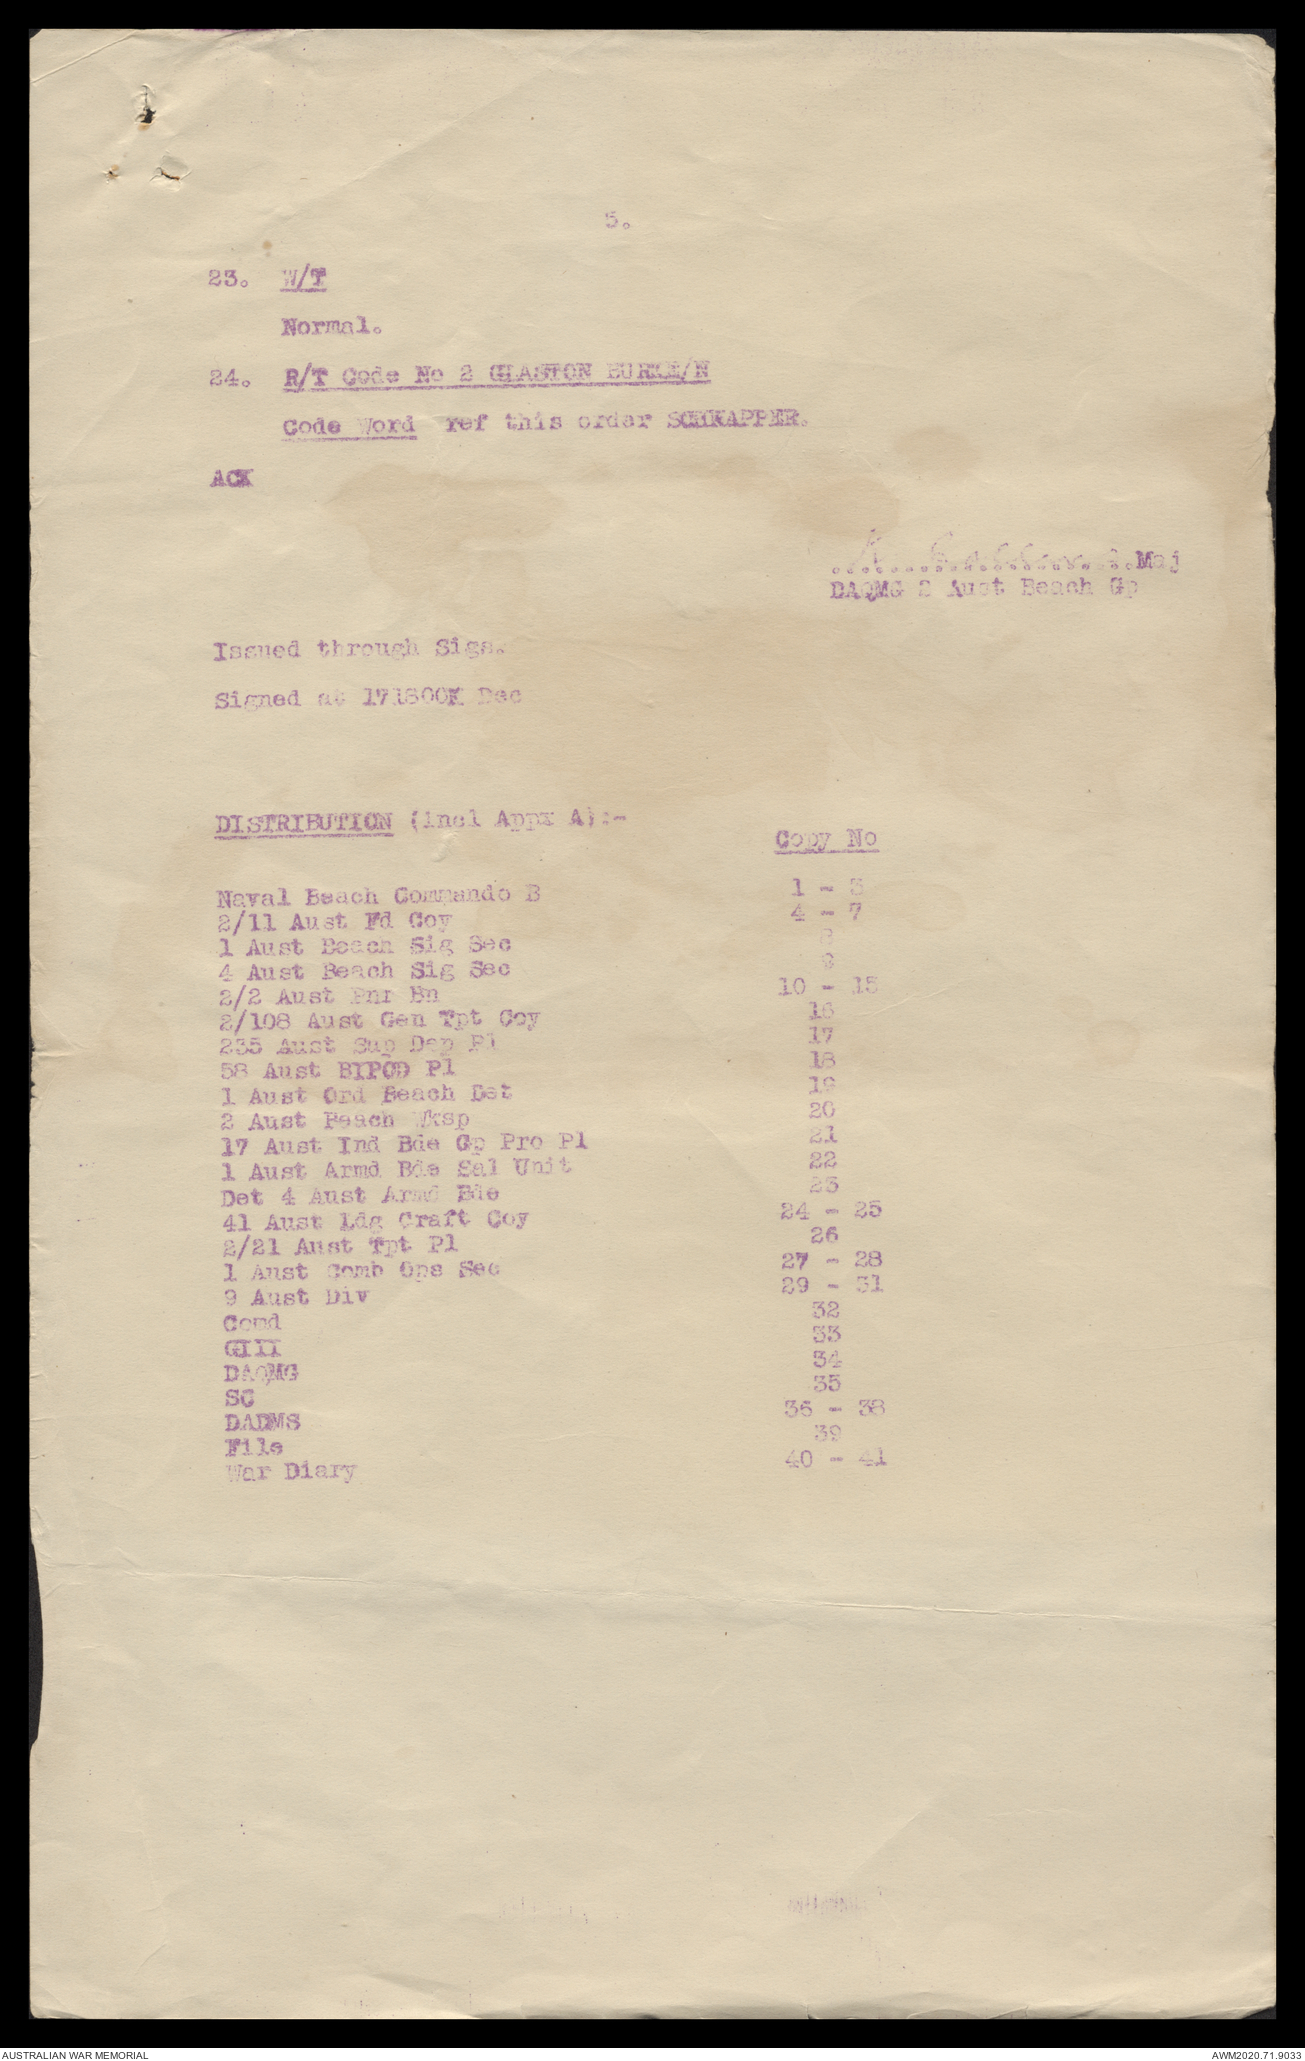 5.
23. W/T
Normal.
24. R/T Code No 2 GLASTON BURKE/N
Code Word ref this order SCHNAPPER.
ACK
Maj
DAQMG 2 Aust Beach Gp
Issued through Sigs.
Signed at 171800K Dec
DISTRIBUTION (incl Appx A):-
Copy No
Naval Beach Commando B 1 - 3
2/11 Aust Fd Coy 4 - 7
1 Aust Beach Sig Sec 8
4 Aust Beach Sig Sec 9
2/2 Aust Pnr Bn 10 - 15
2/108 Aust Gen Tpt Coy 16
235 Aust Sup Dep Pl 17
58 Aust BIPOD Pl 18
1 Aust Ord Beach Det 19
2 Aust Beach Wksp 20
17 Aust Ind Bde Gp Pro Pl 21
1 Aust Armd Bde Sal Unit 22
Det 4 Aust Armd Bde 23
41 Aust Ldg Craft Coy 24 - 25
2/21 Aust Tpt Pl 26
1 Aust Comb Ops Sec 27 - 28
9 Aust Div 29 - 31
Comd 32
GIII 33
DAQMG 34
SC 35
DADMS 36 - 38
File 39
War Diary 40 - 41
AUSTRALIAN WAR MEMORIAL
AWM2020.71.9033